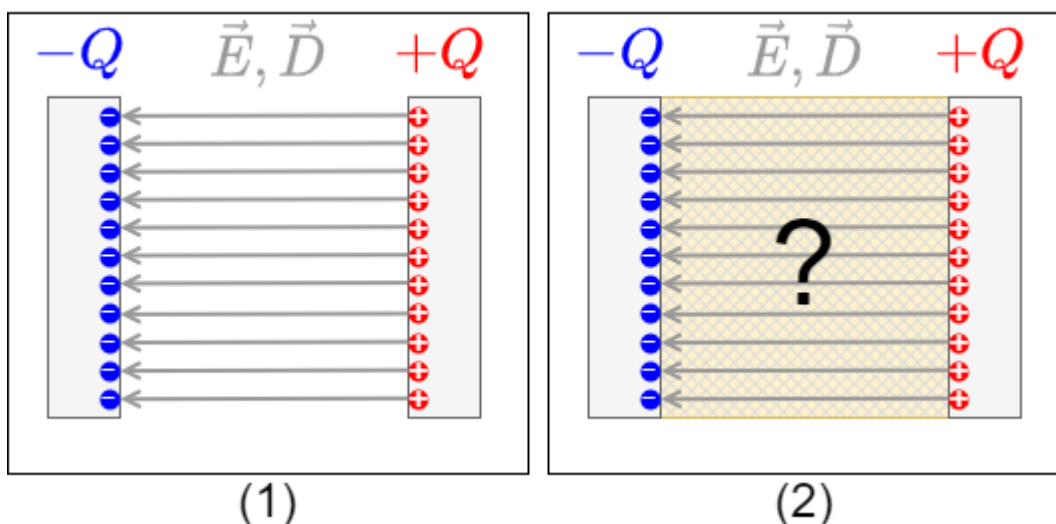 −Q E⃗, D⃗ +Q
−Q E⃗, D⃗ +Q
?
(1)
(2)